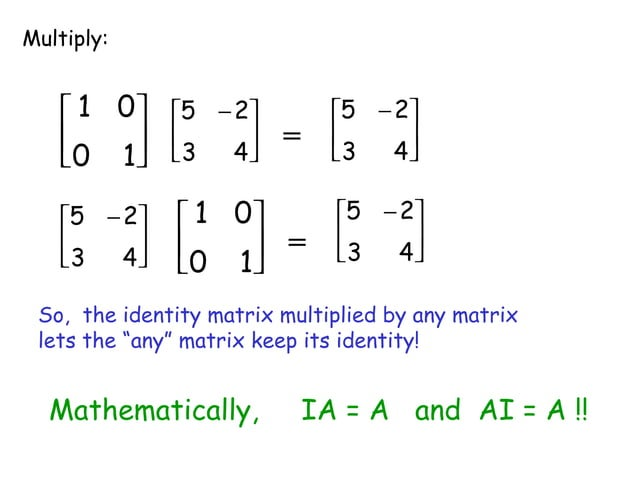 Multiply:
[1 0] [5 −2] = [5 −2]
[0 1] [3 4] [3 4]
[5 −2] [1 0] = [5 −2]
[3 4] [0 1] [3 4]
So, the identity matrix multiplied by any matrix
lets the “any” matrix keep its identity!
Mathematically, IA = A and AI = A !!